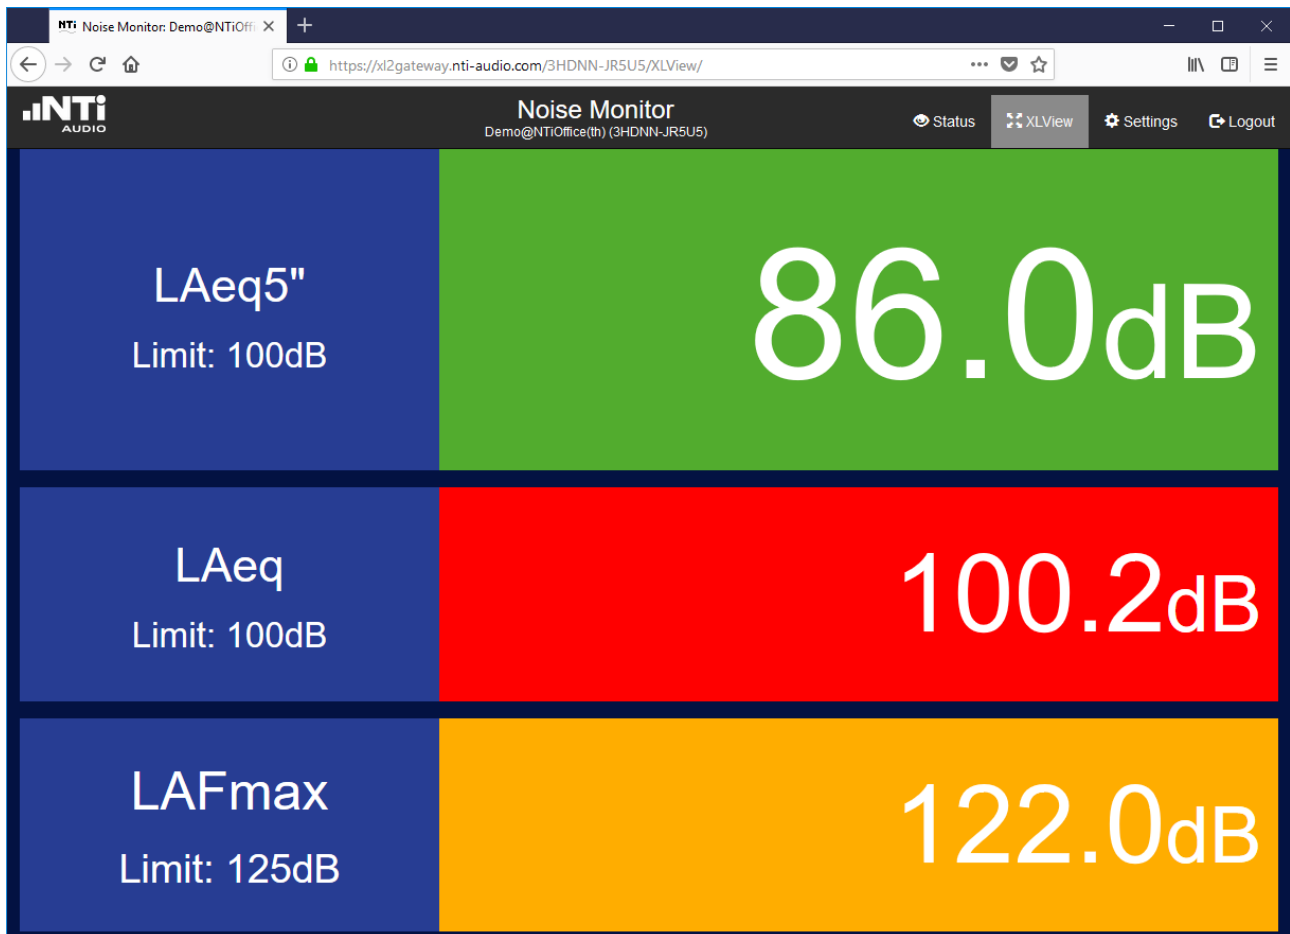 NTi Noise Monitor: Demo@NTiOffi
https://xl2gateway.nti-audio.com/3HDNN-JR5U5/XLView/
NTi
AUDIO
Noise Monitor
Demo@NTiOffice(th) (3HDNN-JR5U5)
Status
XLView
Settings
Logout
LAeq5"
Limit: 100dB
86.0dB
LAeq
Limit: 100dB
100.2dB
LAFmax
Limit: 125dB
122.0dB